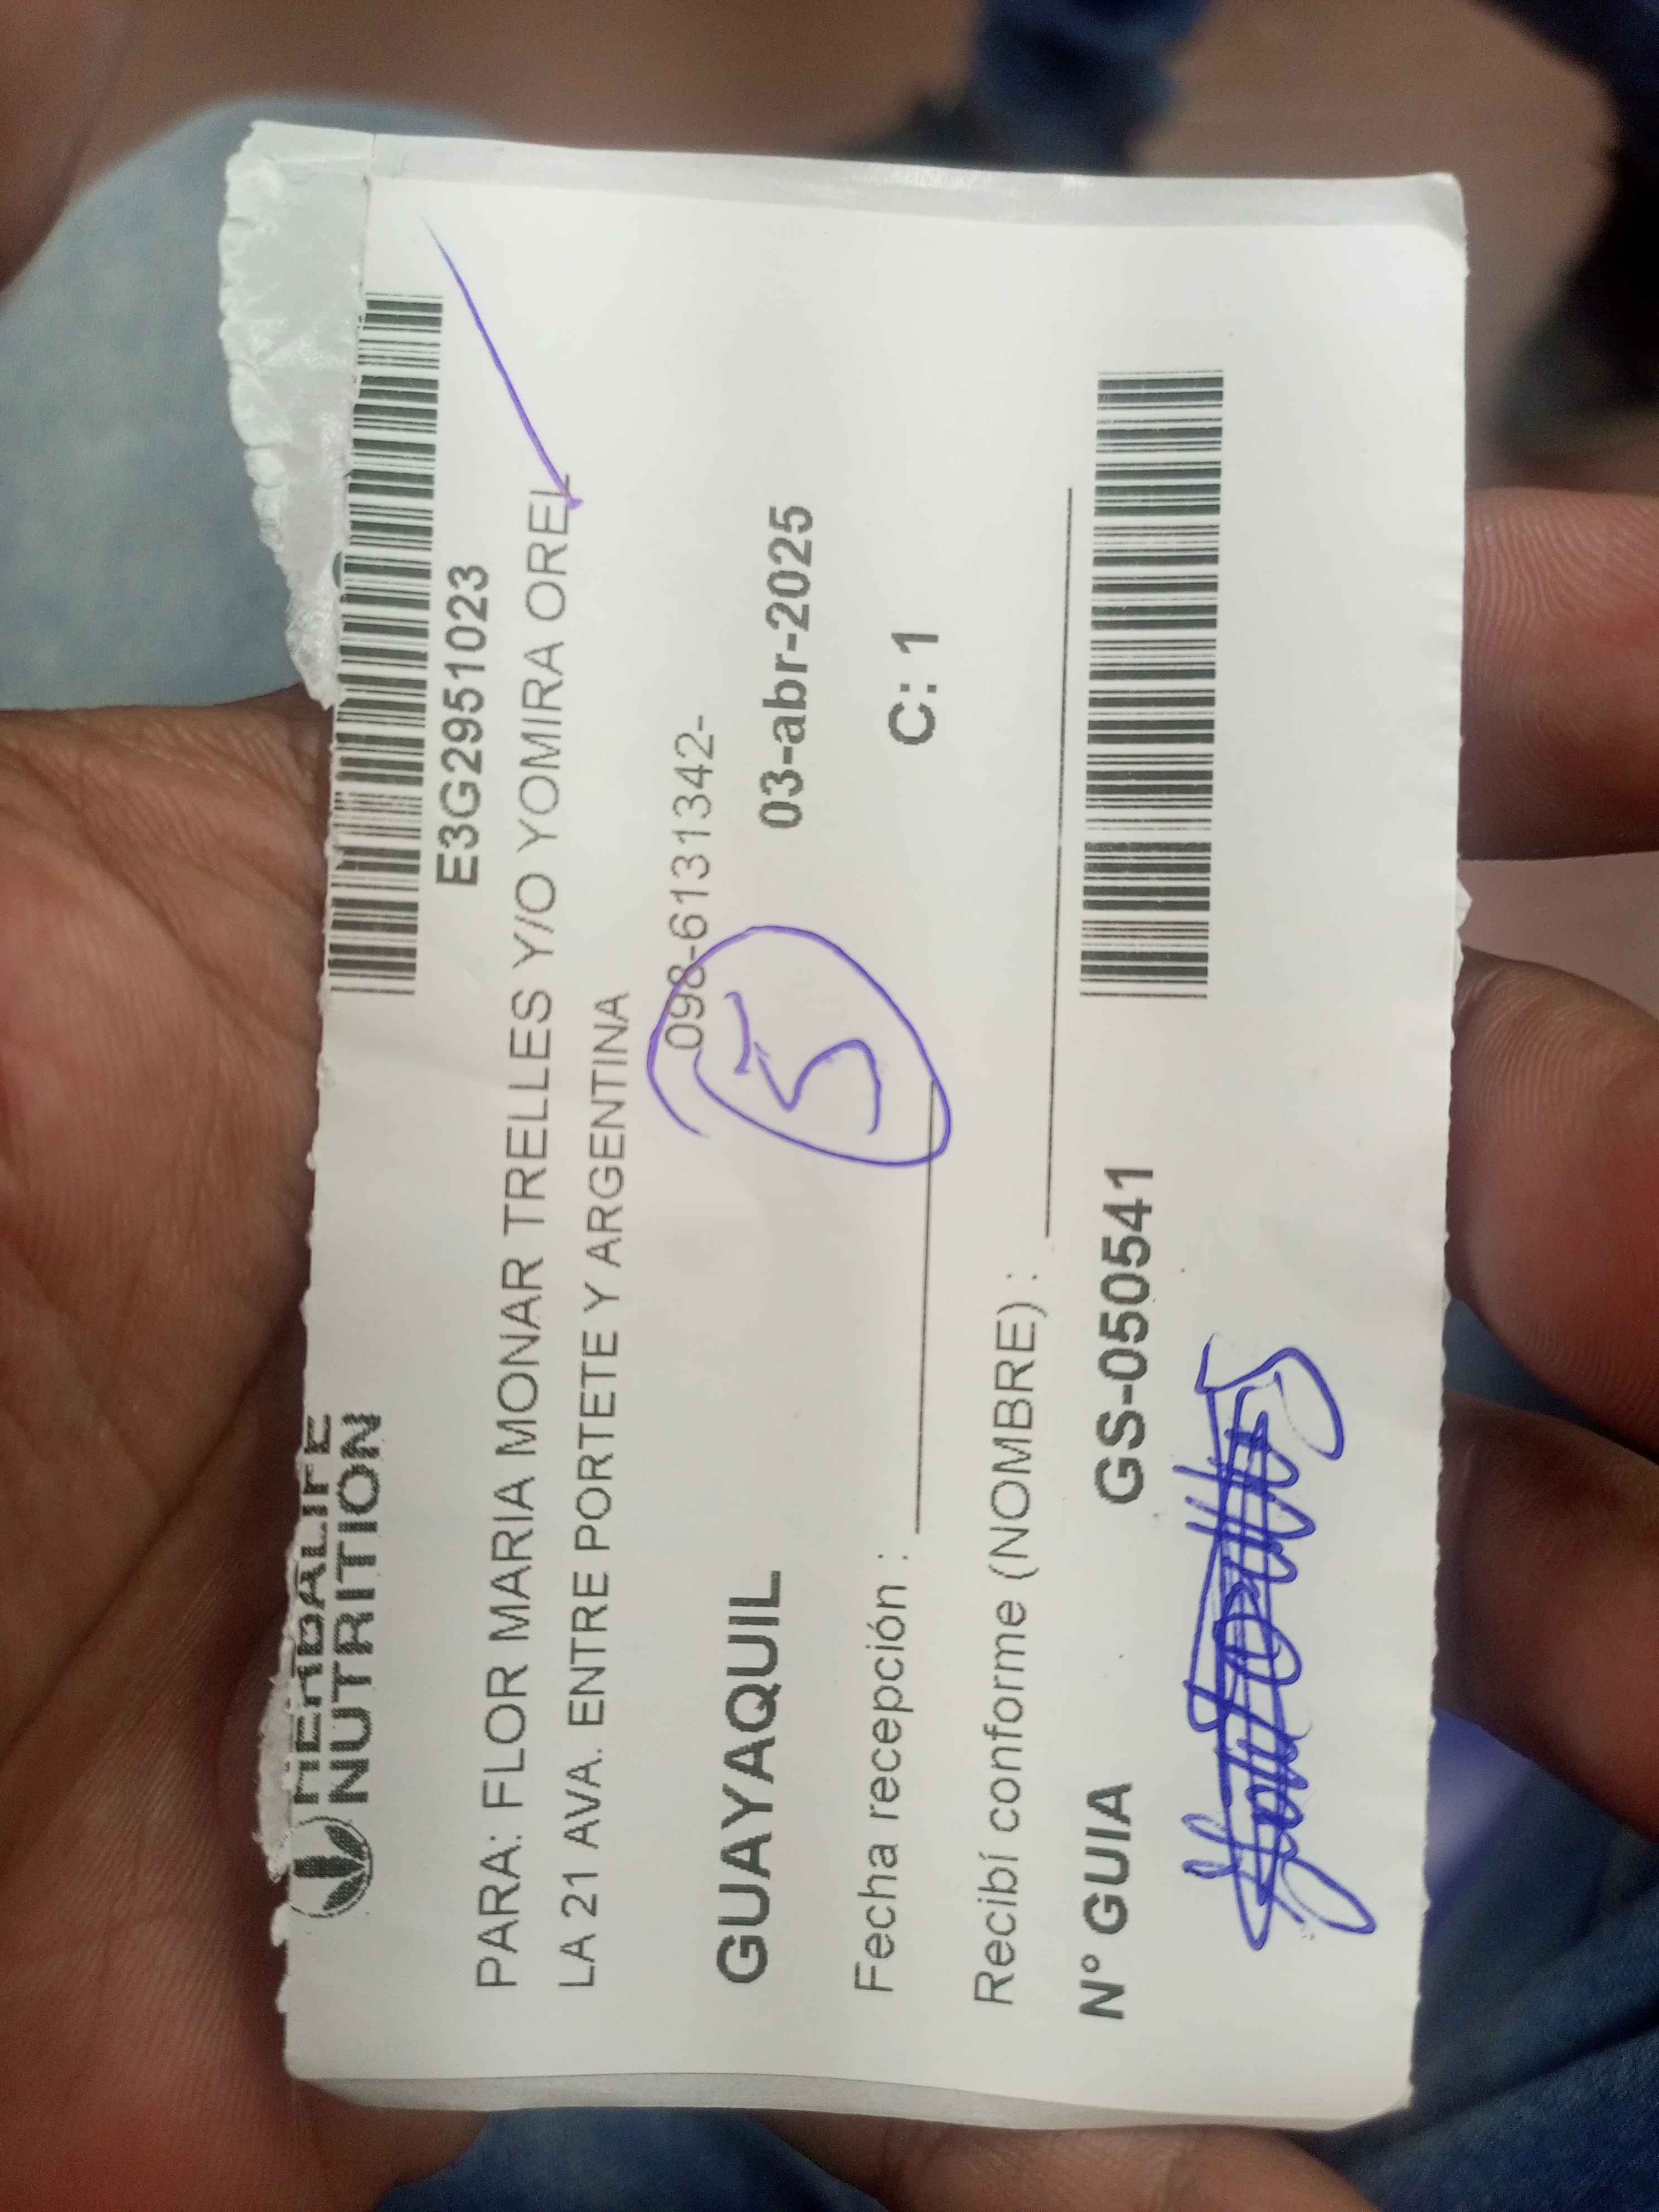 HERBALIFE
NUTRITION
E3G2951023
PARA: FLOR MARIA MONAR TRELLES Y/O YOMIRA OREL
LA 21 AVA. ENTRE PORTETE Y ARGENTINA
098-6131342-
GUAYAQUIL 03-abr-2025
5
Fecha recepción : C: 1
Recibí conforme (NOMBRE) :
N° GUIA GS-050541